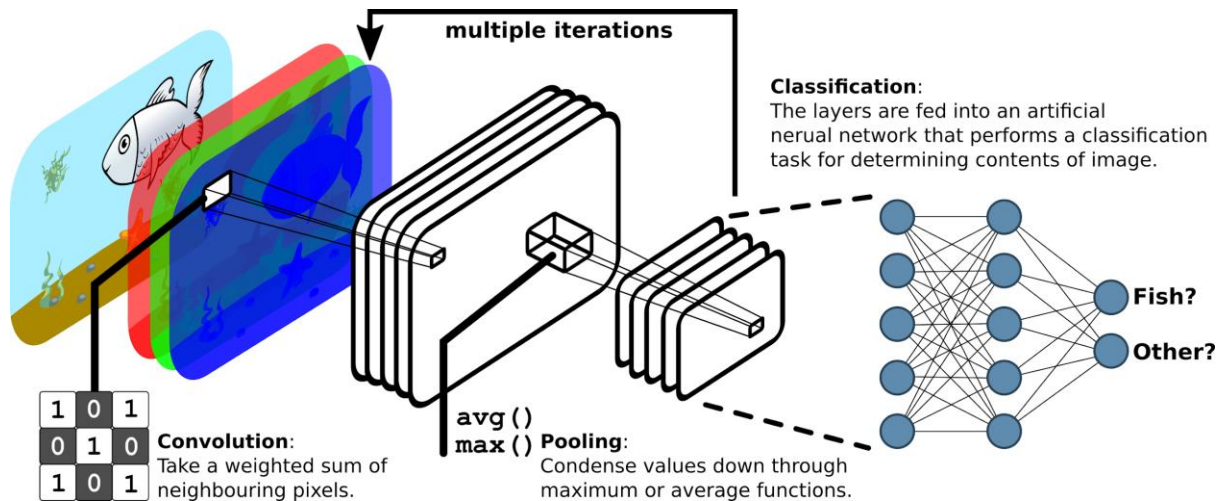 multiple iterations
Classification:
The layers are fed into an artificial
nerual network that performs a classification
task for determining contents of image.
Fish?
Other?
1 0 1
0 1 0
1 0 1
Convolution:
Take a weighted sum of
neighbouring pixels.
avg()
max()
Pooling:
Condense values down through
maximum or average functions.